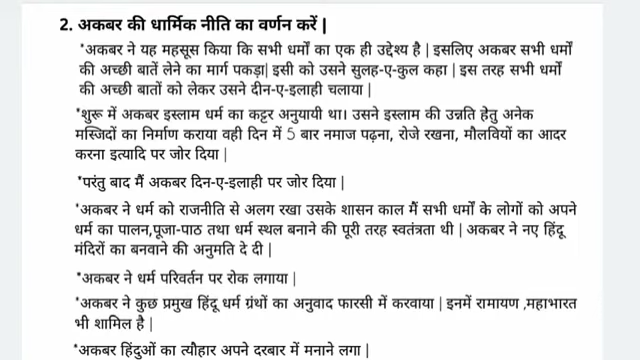 2. अकबर की धार्मिक नीति का वर्णन करें |
*अकबर ने यह महसूस किया कि सभी धर्मों का एक ही उद्देश्य है | इसलिए अकबर सभी धर्मों
की अच्छी बातें लेने का मार्ग पकड़ा| इसी को उसने सुलह-ए-कुल कहा | इस तरह सभी धर्मों
की अच्छी बातों को लेकर उसने दीन-ए-इलाही चलाया |
*शुरू में अकबर इस्लाम धर्म का कट्टर अनुयायी था। उसने इस्लाम की उन्नति हेतु अनेक
मस्जिदों का निर्माण कराया वही दिन में 5 बार नमाज पढ़ना, रोजे रखना, मौलवियों का आदर
करना इत्यादि पर जोर दिया |
*परंतु बाद मैं अकबर दिन-ए-इलाही पर जोर दिया |
*अकबर ने धर्म को राजनीति से अलग रखा उसके शासन काल मैं सभी धर्मों के लोगों को अपने
धर्म का पालन,पूजा-पाठ तथा धर्म स्थल बनाने की पूरी तरह स्वतंत्रता थी | अकबर ने नए हिंदू
मंदिरों का बनवाने की अनुमति दे दी |
*अकबर ने धर्म परिवर्तन पर रोक लगाया |
*अकबर ने कुछ प्रमुख हिंदू धर्म ग्रंथों का अनुवाद फारसी में करवाया | इनमें रामायण ,महाभारत
भी शामिल है |
*अकबर हिंदुओं का त्यौहार अपने दरबार में मनाने लगा |